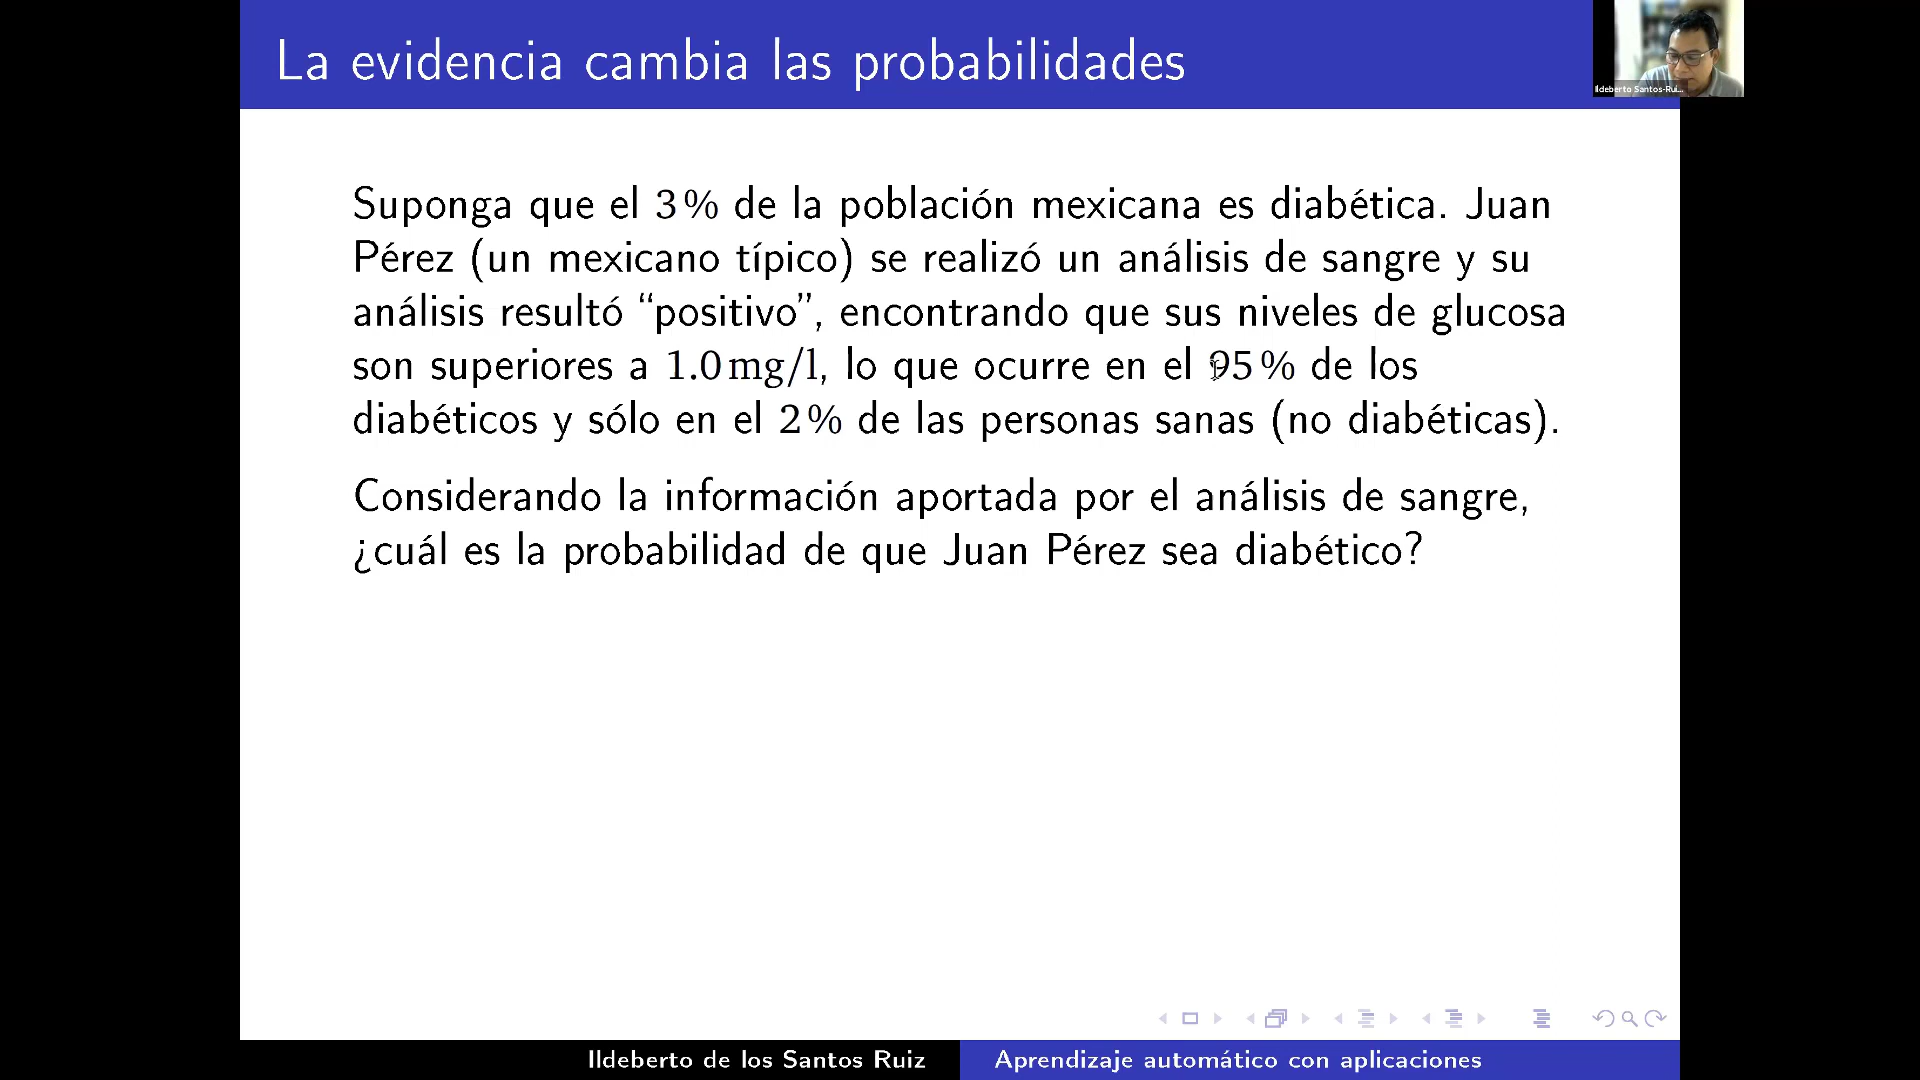 La evidencia cambia las probabilidades
Ildeberto Santos-Rui...
Suponga que el 3 % de la población mexicana es diabética. Juan
Pérez (un mexicano típico) se realizó un análisis de sangre y su
análisis resultó “positivo”, encontrando que sus niveles de glucosa
son superiores a 1.0 mg/l, lo que ocurre en el 95 % de los
diabéticos y sólo en el 2 % de las personas sanas (no diabéticas).
Considerando la información aportada por el análisis de sangre,
¿cuál es la probabilidad de que Juan Pérez sea diabético?
Ildeberto de los Santos Ruiz
Aprendizaje automático con aplicaciones